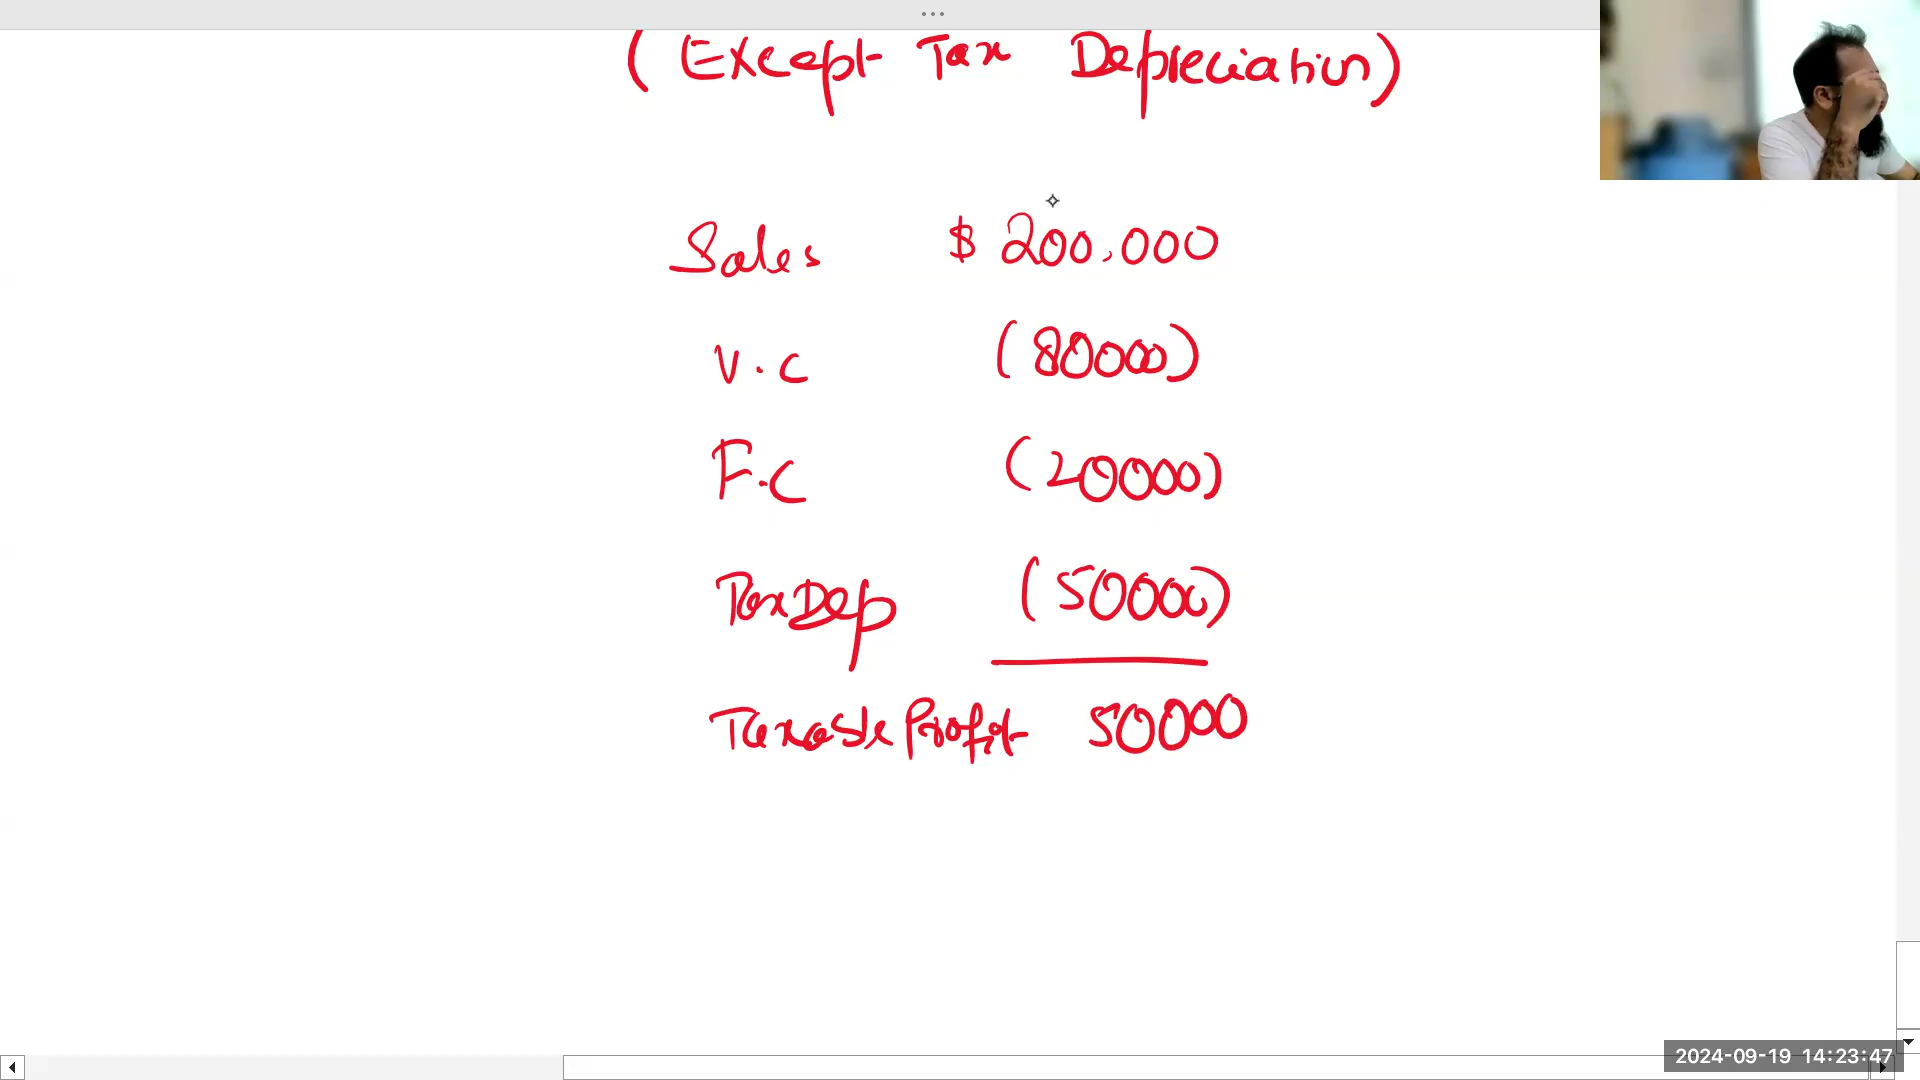 (Except Tax Depreciation)
Sales $ 200,000
V.C (80000)
F.C (20000)
Tax Dep (50000)
Taxable Profit 50000
2024-09-19 14:23:47